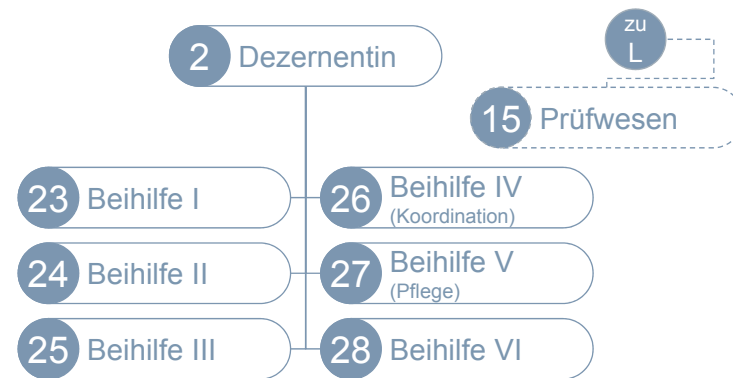 zu
L
2 Dezernentin
15 Prüfwesen
23 Beihilfe I
26 Beihilfe IV
(Koordination)
24 Beihilfe II
27 Beihilfe V
(Pflege)
25 Beihilfe III
28 Beihilfe VI